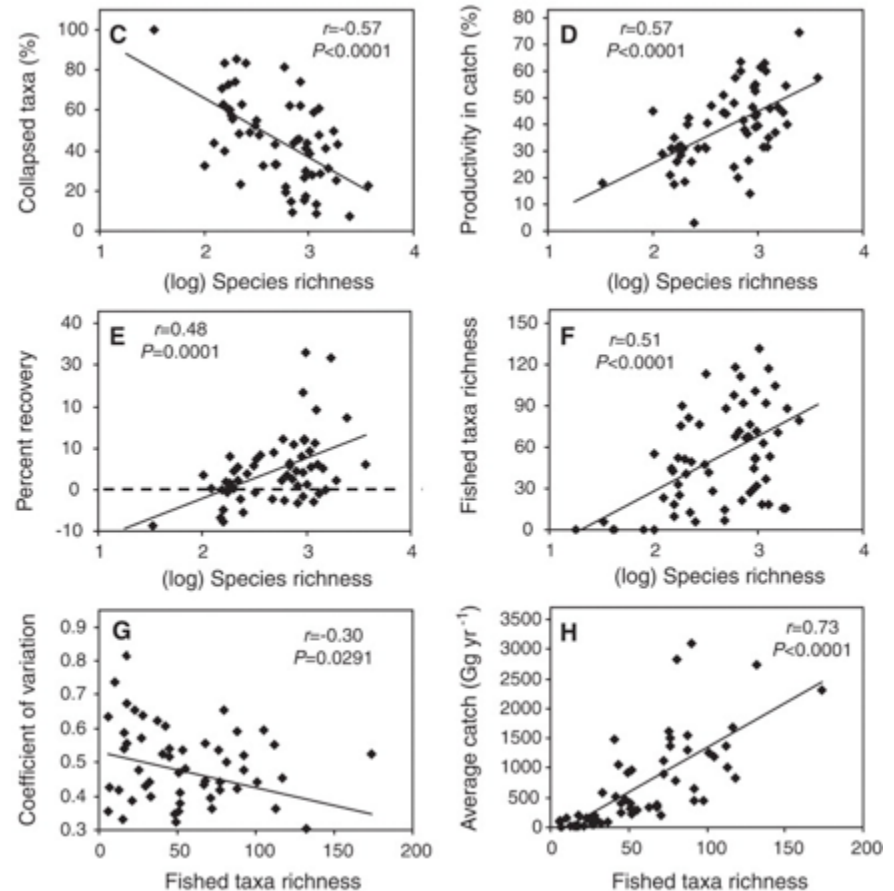 C
r=-0.57
P<0.0001
Collapsed taxa (%)
100
80
60
40
20
0
1
2
3
4
(log) Species richness
D
r=0.57
P<0.0001
Productivity in catch (%)
80
70
60
50
40
30
20
10
0
1
2
3
4
(log) Species richness
E
r=0.48
P=0.0001
Percent recovery
40
30
10
10
0
-10
1
2
3
4
(log) Species richness
F
r=0.51
P<0.0001
Fished taxa richness
150
120
90
60
30
0
1
2
3
4
(log) Species richness
G
r=-0.30
P=0.0291
Coefficient of variation
0.9
0.8
0.7
0.6
0.5
0.4
0.3
0
50
100
150
200
Fished taxa richness
H
r=0.73
P<0.0001
Average catch (Gg yr⁻¹)
3500
3000
2500
2000
1500
1000
500
0
0
50
100
150
200
Fished taxa richness